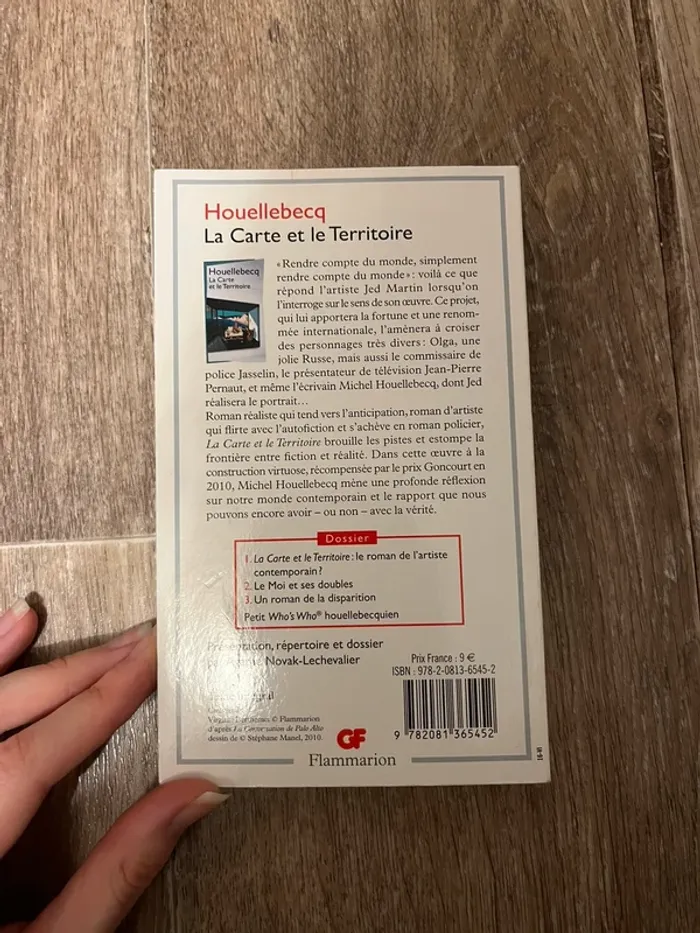 Houellebecq
La Carte et le Territoire
Houellebecq
La Carte
et le Territoire
«Rendre compte du monde, simplement
rendre compte du monde»: voilà ce que
répond l'artiste Jed Martin lorsqu'on
l'interroge sur le sens de son œuvre. Ce projet,
qui lui apportera la fortune et une renom-
mée internationale, l'amènera à croiser
des personnages très divers: Olga, une
jolie Russe, mais aussi le commissaire de
police Jasselin, le présentateur de télévision Jean-Pierre
Pernaut, et même l'écrivain Michel Houellebecq, dont Jed
réalisera le portrait...
Roman réaliste qui tend vers l'anticipation, roman d'artiste
qui flirte avec l'autofiction et s'achève en roman policier,
La Carte et le Territoire brouille les pistes et estompe la
frontière entre fiction et réalité. Dans cette œuvre à la
construction virtuose, récompensée par le prix Goncourt en
2010, Michel Houellebecq mène une profonde réflexion
sur notre monde contemporain et le rapport que nous
pouvons encore avoir – ou non – avec la vérité.
Dossier
1. La Carte et le Territoire: le roman de l'artiste
contemporain?
2. Le Moi et ses doubles
3. Un roman de la disparition
Petit Who's Who® houellebecquien
Présentation, répertoire et dossier
Novak-Lechevalier
© Flammarion
d'après La Conversation de Palo Alto
dessin de © Stéphane Manel, 2010.
Prix France: 9 €
ISBN: 978-2-0813-6545-2
9 782081 365452
16-VI
GF
Flammarion